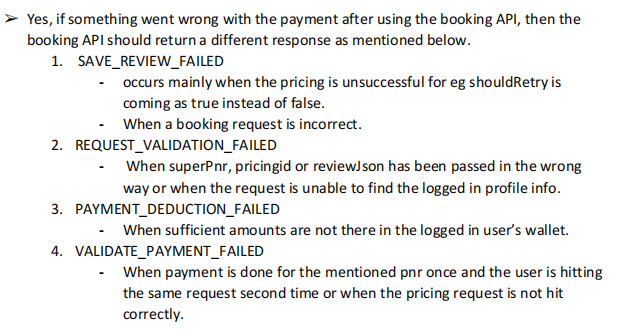 ➢ Yes, if something went wrong with the payment after using the booking API, then the
booking API should return a different response as mentioned below.
1. SAVE_REVIEW_FAILED
- occurs mainly when the pricing is unsuccessful for eg shouldRetry is
coming as true instead of false.
- When a booking request is incorrect.
2. REQUEST_VALIDATION_FAILED
- When superPnr, pricingid or reviewJson has been passed in the wrong
way or when the request is unable to find the logged in profile info.
3. PAYMENT_DEDUCTION_FAILED
- When sufficient amounts are not there in the logged in user’s wallet.
4. VALIDATE_PAYMENT_FAILED
- When payment is done for the mentioned pnr once and the user is hitting
the same request second time or when the pricing request is not hit
correctly.